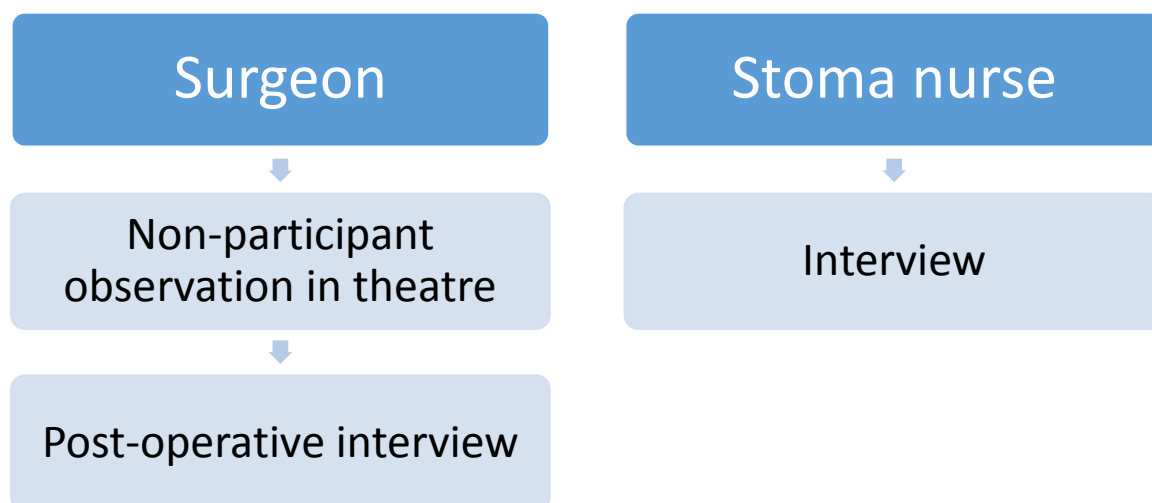 Surgeon
Non-participant
observation in theatre
Post-operative interview
Stoma nurse
Interview